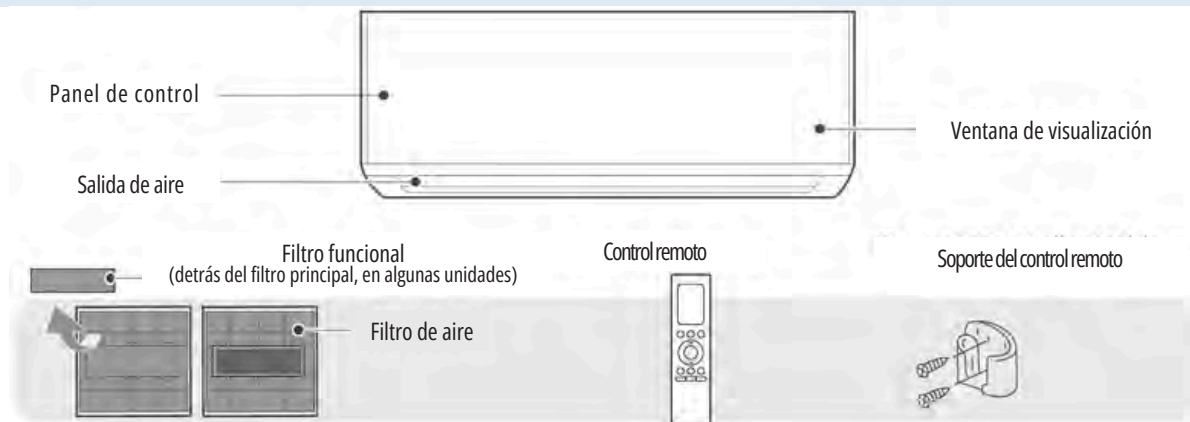 Panel de control
Ventana de visualización
Salida de aire
Filtro funcional
(detrás del filtro principal, en algunas unidades)
Control remoto
Soporte del control remoto
Filtro de aire